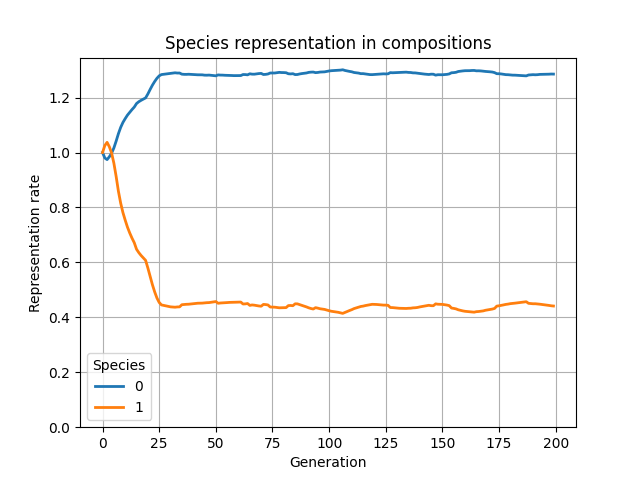 Species representation in compositions
Representation rate
1.2
1.0
0.8
0.6
0.4
0.2
0.0
Species
0
1
0 25 50 75 100 125 150 175 200
Generation